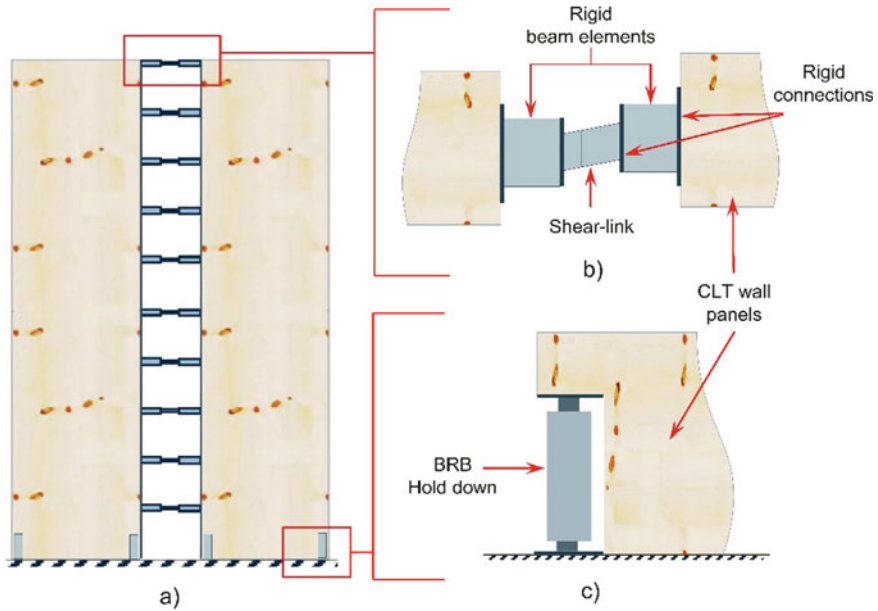 Rigid
beam elements
Rigid
connections
Shear-link
b)
CLT wall
panels
BRB
Hold down
a)
c)